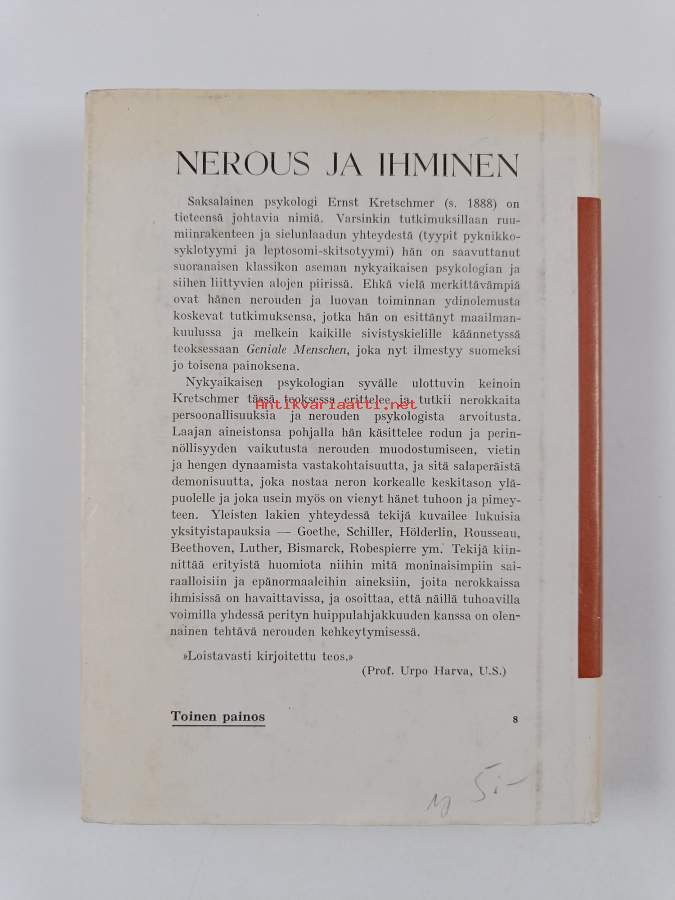 NEROUS JA IHMINEN
Saksalainen psykologi Ernst Kretschmer (s. 1888) on
tieteensä johtavia nimiä. Varsinkin tutkimuksillaan ruu-
miinrakenteen ja sielunlaadun yhteydestä (tyypit pyknikko-
syklotyymi ja leptosomi-skitsotyymi) hän on saavuttanut
suoranaisen klassikon aseman nykyaikaisen psykologian ja
siihen liittyvien alojen piirissä. Ehkä vielä merkittävämpiä
ovat hänen nerouden ja luovan toiminnan ydinolemusta
koskevat tutkimuksensa, jotka hän on esittänyt maailman-
kuulussa ja melkein kaikille sivistyskielille käännetyssä
teoksessaan Geniale Menschen, joka nyt ilmestyy suomeksi
jo toisena painoksena.
Nykyaikaisen psykologian syvälle ulottuvin keinoin
Kretschmer tässä teoksessa erittelee ja tutkii nerokkaita
Antikvariaatti.net
persoonallisuuksia ja nerouden psykologista arvoitusta.
Laajan aineistonsa pohjalla hän käsittelee rodun ja perin-
nöllisyyden vaikutusta nerouden muodostumiseen, vietin
ja hengen dynaamista vastakohtaisuutta, ja sitä salaperäistä
demonisuutta, joka nostaa neron korkealle keskitason ylä-
puolelle ja joka usein myös on vienyt hänet tuhoon ja pimey-
teen. Yleisten lakien yhteydessä tekijä kuvailee lukuisia
yksityistapauksia — Goethe, Schiller, Hölderlin, Rousseau,
Beethoven, Luther, Bismarck, Robespierre ym. Tekijä kiin-
nittää erityistä huomiota niihin mitä moninaisimpiin sai-
raalloisiin ja epänormaaleihin aineksiin, joita nerokkaissa
ihmisissä on havaittavissa, ja osoittaa, että näillä tuhoavilla
voimilla yhdessä perityn huippulahjakkuuden kanssa on olen-
nainen tehtävä nerouden kehkeytymisessä.
»Loistavasti kirjoitettu teos.»
(Prof. Urpo Harva, U.S.)
Toinen painos
8
5:-